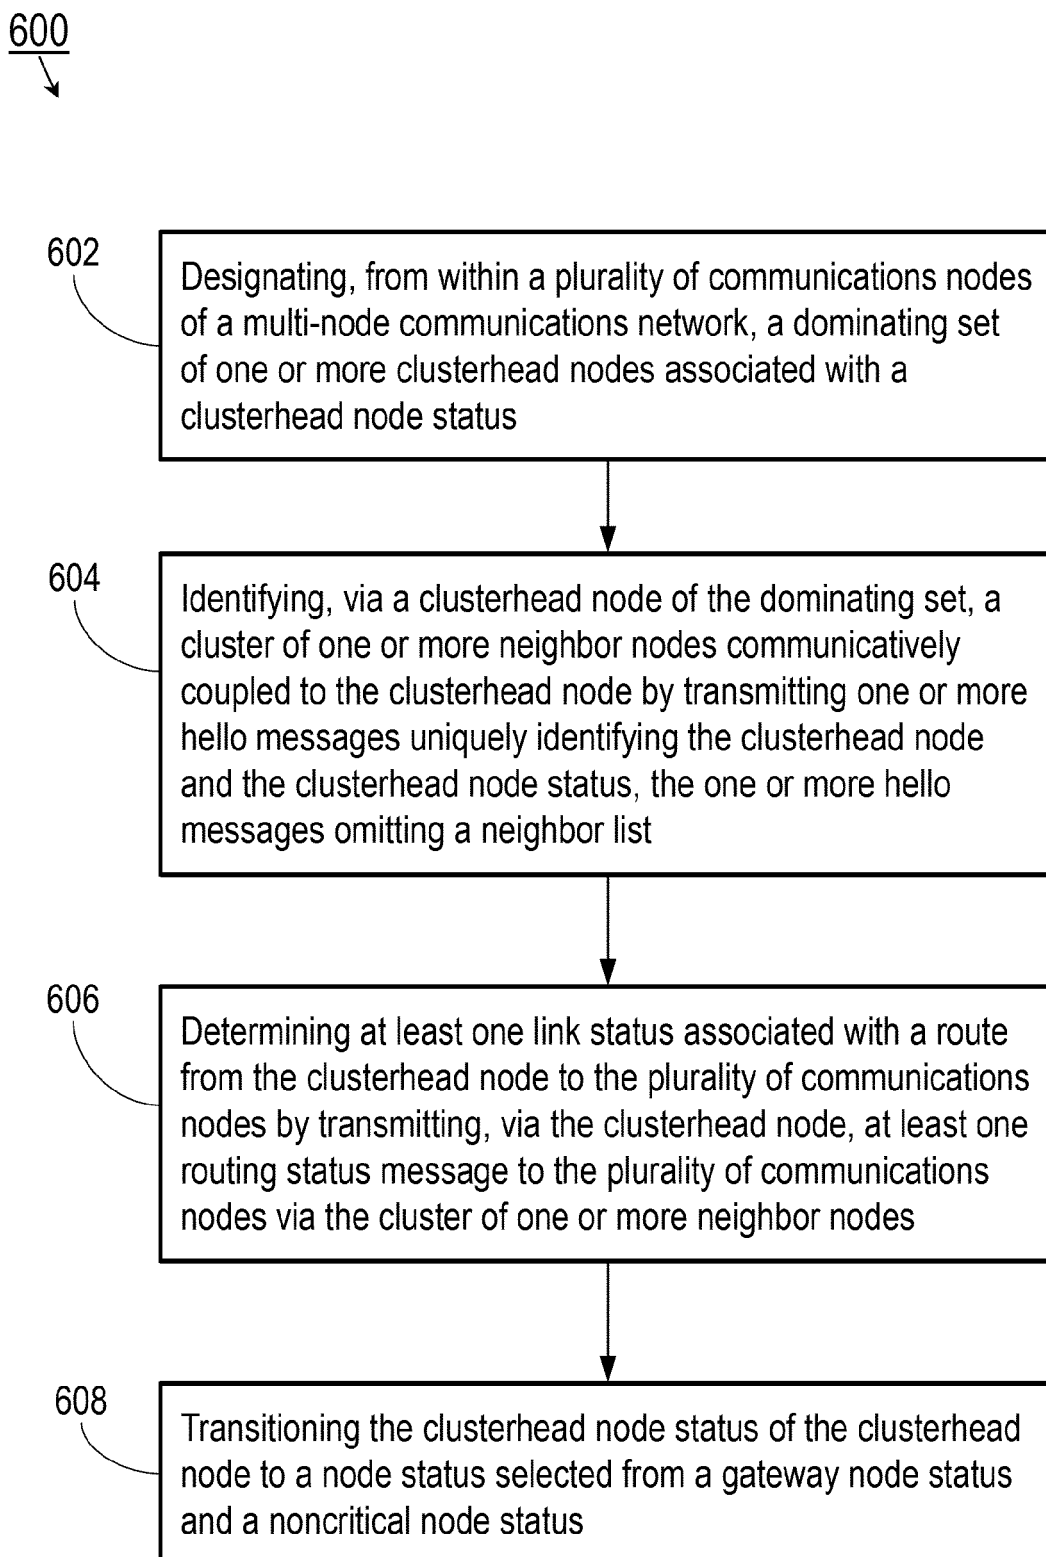 600
602
Designating, from within a plurality of communications nodes
of a multi-node communications network, a dominating set
of one or more clusterhead nodes associated with a
clusterhead node status
604
Identifying, via a clusterhead node of the dominating set, a
cluster of one or more neighbor nodes communicatively
coupled to the clusterhead node by transmitting one or more
hello messages uniquely identifying the clusterhead node
and the clusterhead node status, the one or more hello
messages omitting a neighbor list
606
Determining at least one link status associated with a route
from the clusterhead node to the plurality of communications
nodes by transmitting, via the clusterhead node, at least one
routing status message to the plurality of communications
nodes via the cluster of one or more neighbor nodes
608
Transitioning the clusterhead node status of the clusterhead
node to a node status selected from a gateway node status
and a noncritical node status